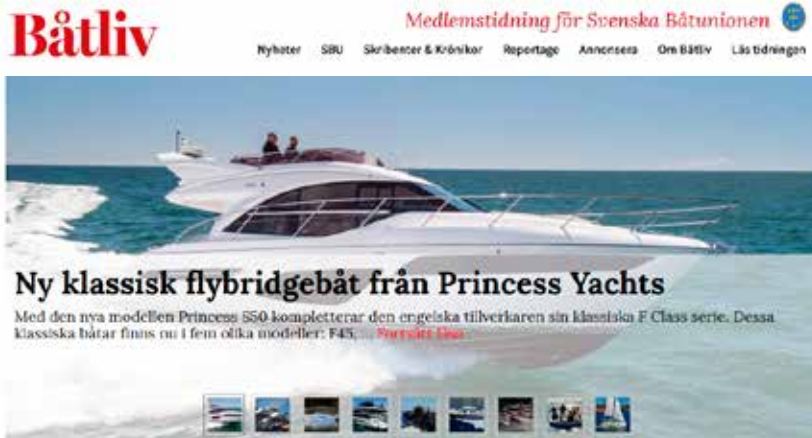 Båtliv
Medlemstidning för Svenska Båtunionen
Nyheter SBU Skribenter & Krönikor Reportage Annonsera Om Båtliv Läs tidningen
Ny klassisk flybridgebåt från Princess Yachts
Med den nya modellen Princess S50 kompletterar den engelska tillverkaren sin klassiska F Class serie. Dessa
klassiska båtar finns nu i fem olika modeller: F45, ... Fortsätt läsa